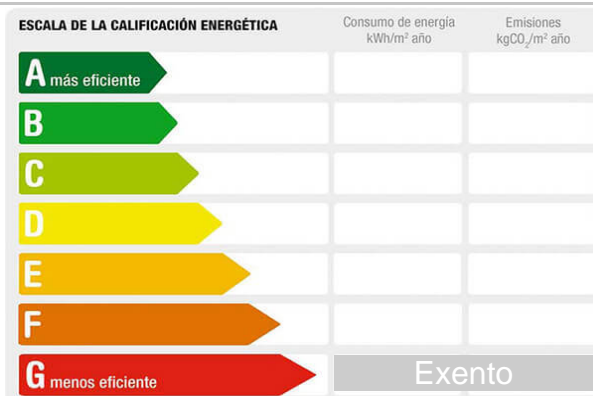 ESCALA DE LA CALIFICACIÓN ENERGÉTICA
Consumo de energía
kWh/m² año
Emisiones
kgCO₂/m² año
A más eficiente
B
C
D
E
F
G menos eficiente
Exento